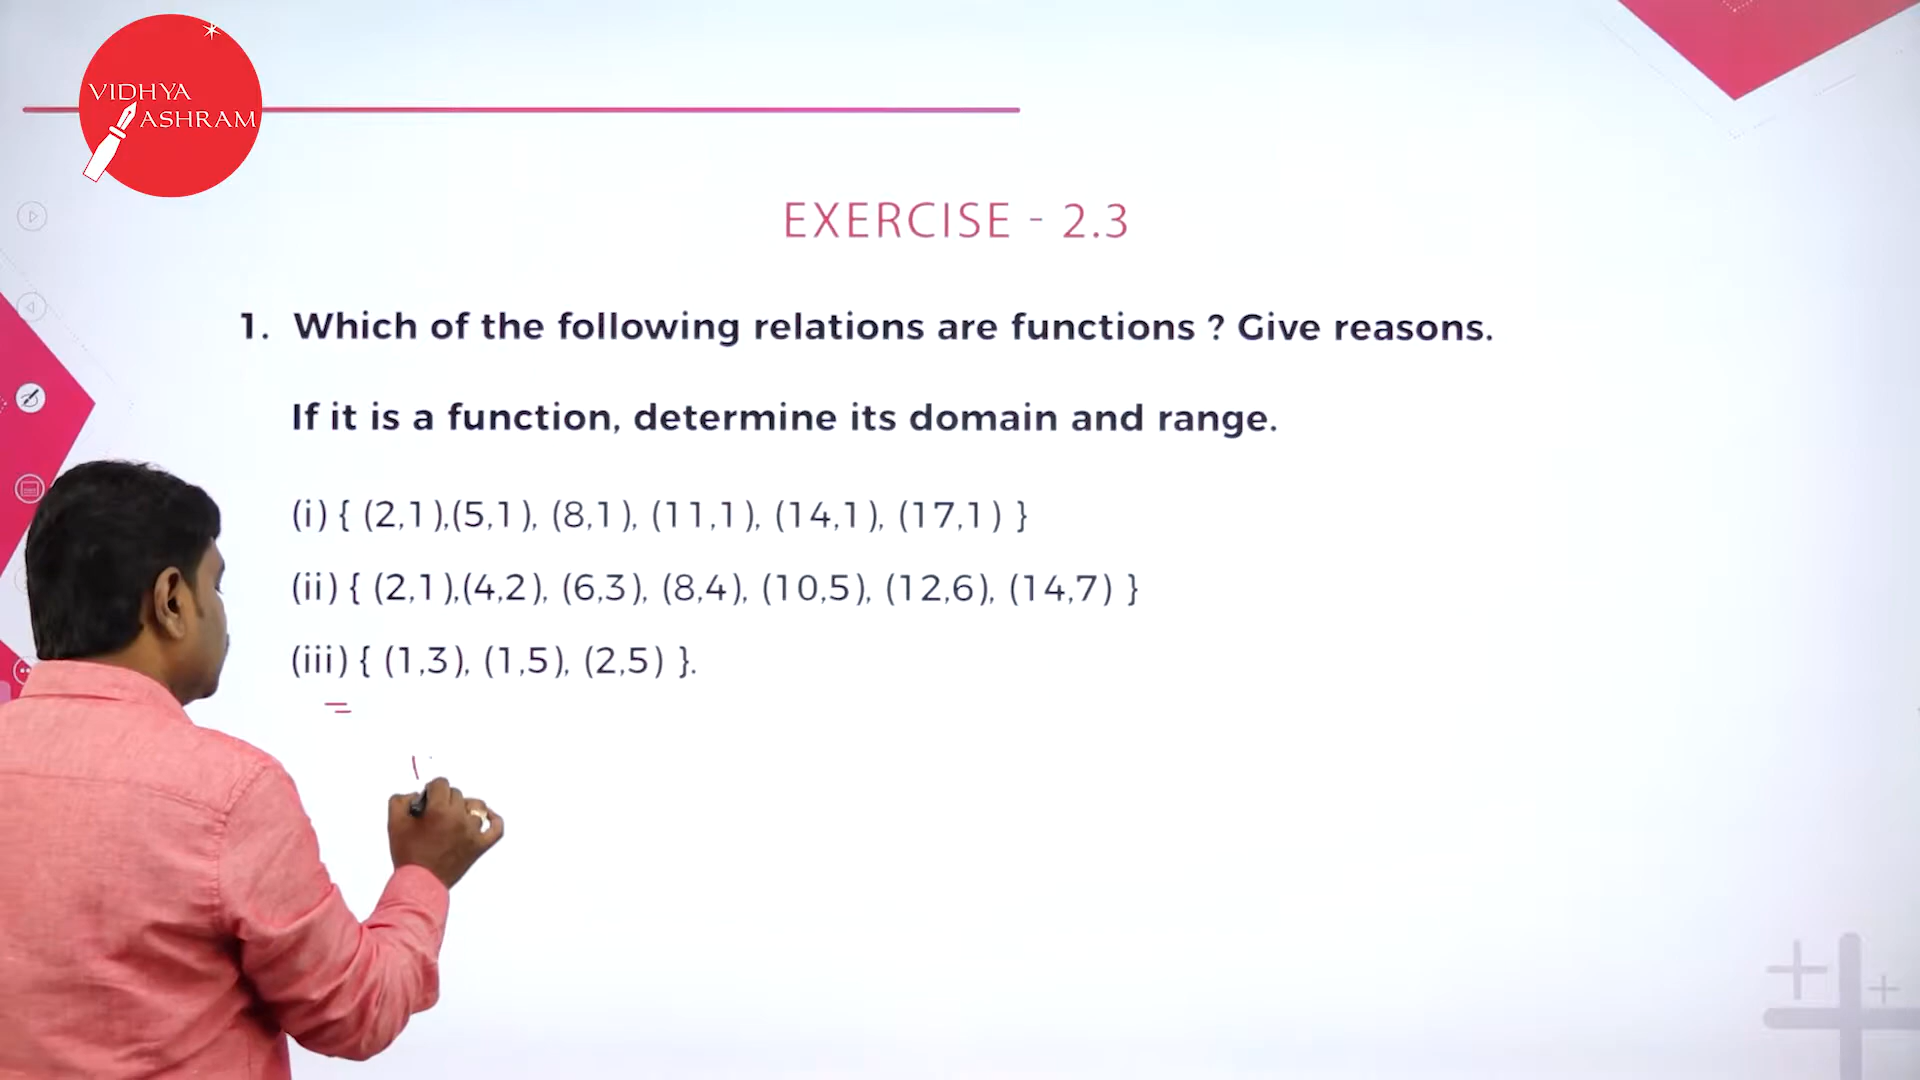 VIDHYA
ASHRAM
EXERCISE - 2.3
1. Which of the following relations are functions ? Give reasons.
If it is a function, determine its domain and range.
(i) { (2,1),(5,1), (8,1), (11,1), (14,1), (17,1) }
(ii) { (2,1),(4,2), (6,3), (8,4), (10,5), (12,6), (14,7) }
(iii) { (1,3), (1,5), (2,5) }.